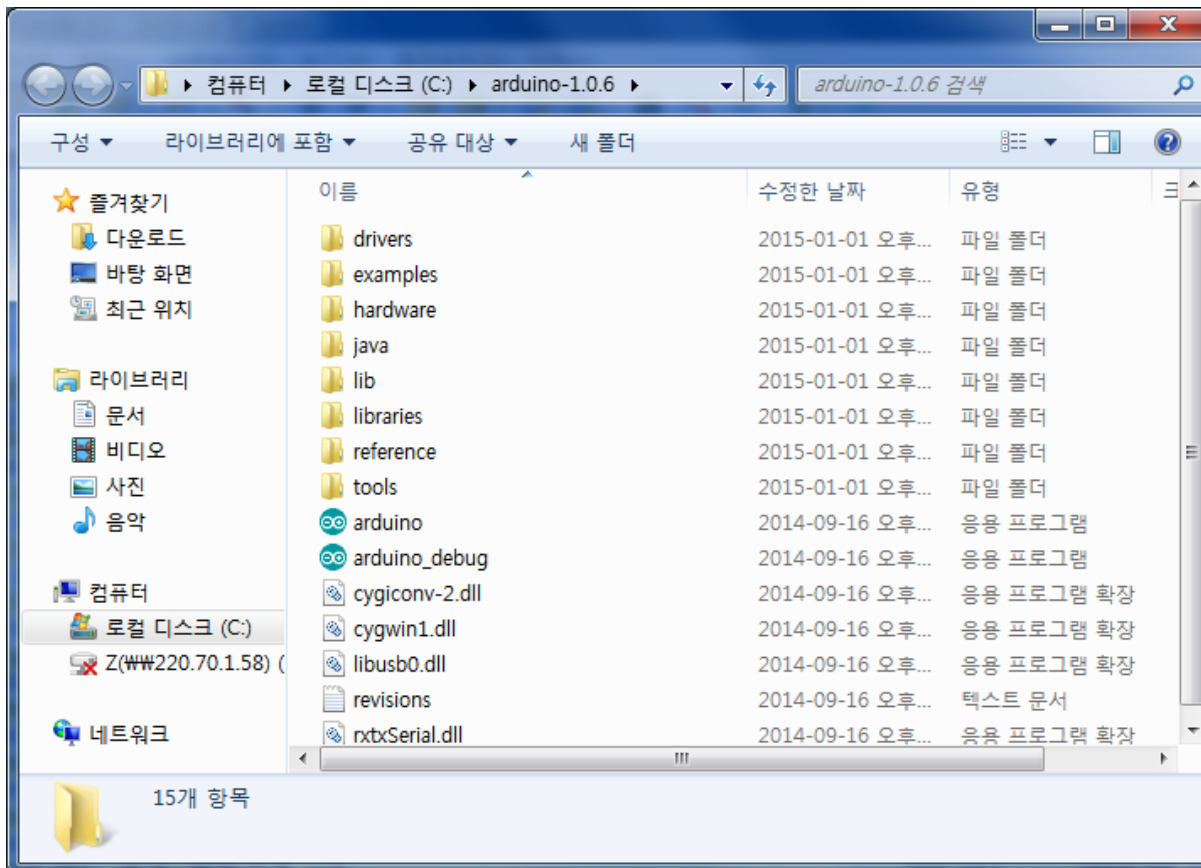 컴퓨터 로컬 디스크 (C:) arduino-1.0.6 arduino-1.0.6 검색
구성 라이브러리에 포함 공유 대상 새 폴더
즐겨찾기
다운로드
바탕 화면
최근 위치
라이브러리
문서
비디오
사진
음악
컴퓨터
로컬 디스크 (C:)
Z(₩₩220.70.1.58) (
네트워크
이름 수정한 날짜 유형 크
drivers 2015-01-01 오후... 파일 폴더
examples 2015-01-01 오후... 파일 폴더
hardware 2015-01-01 오후... 파일 폴더
java 2015-01-01 오후... 파일 폴더
lib 2015-01-01 오후... 파일 폴더
libraries 2015-01-01 오후... 파일 폴더
reference 2015-01-01 오후... 파일 폴더
tools 2015-01-01 오후... 파일 폴더
arduino 2014-09-16 오후... 응용 프로그램
arduino_debug 2014-09-16 오후... 응용 프로그램
cygiconv-2.dll 2014-09-16 오후... 응용 프로그램 확장
cygwin1.dll 2014-09-16 오후... 응용 프로그램 확장
libusb0.dll 2014-09-16 오후... 응용 프로그램 확장
revisions 2014-09-16 오후... 텍스트 문서
rxtxSerial.dll 2014-09-16 오후... 응용 프로그램 확장
15개 항목